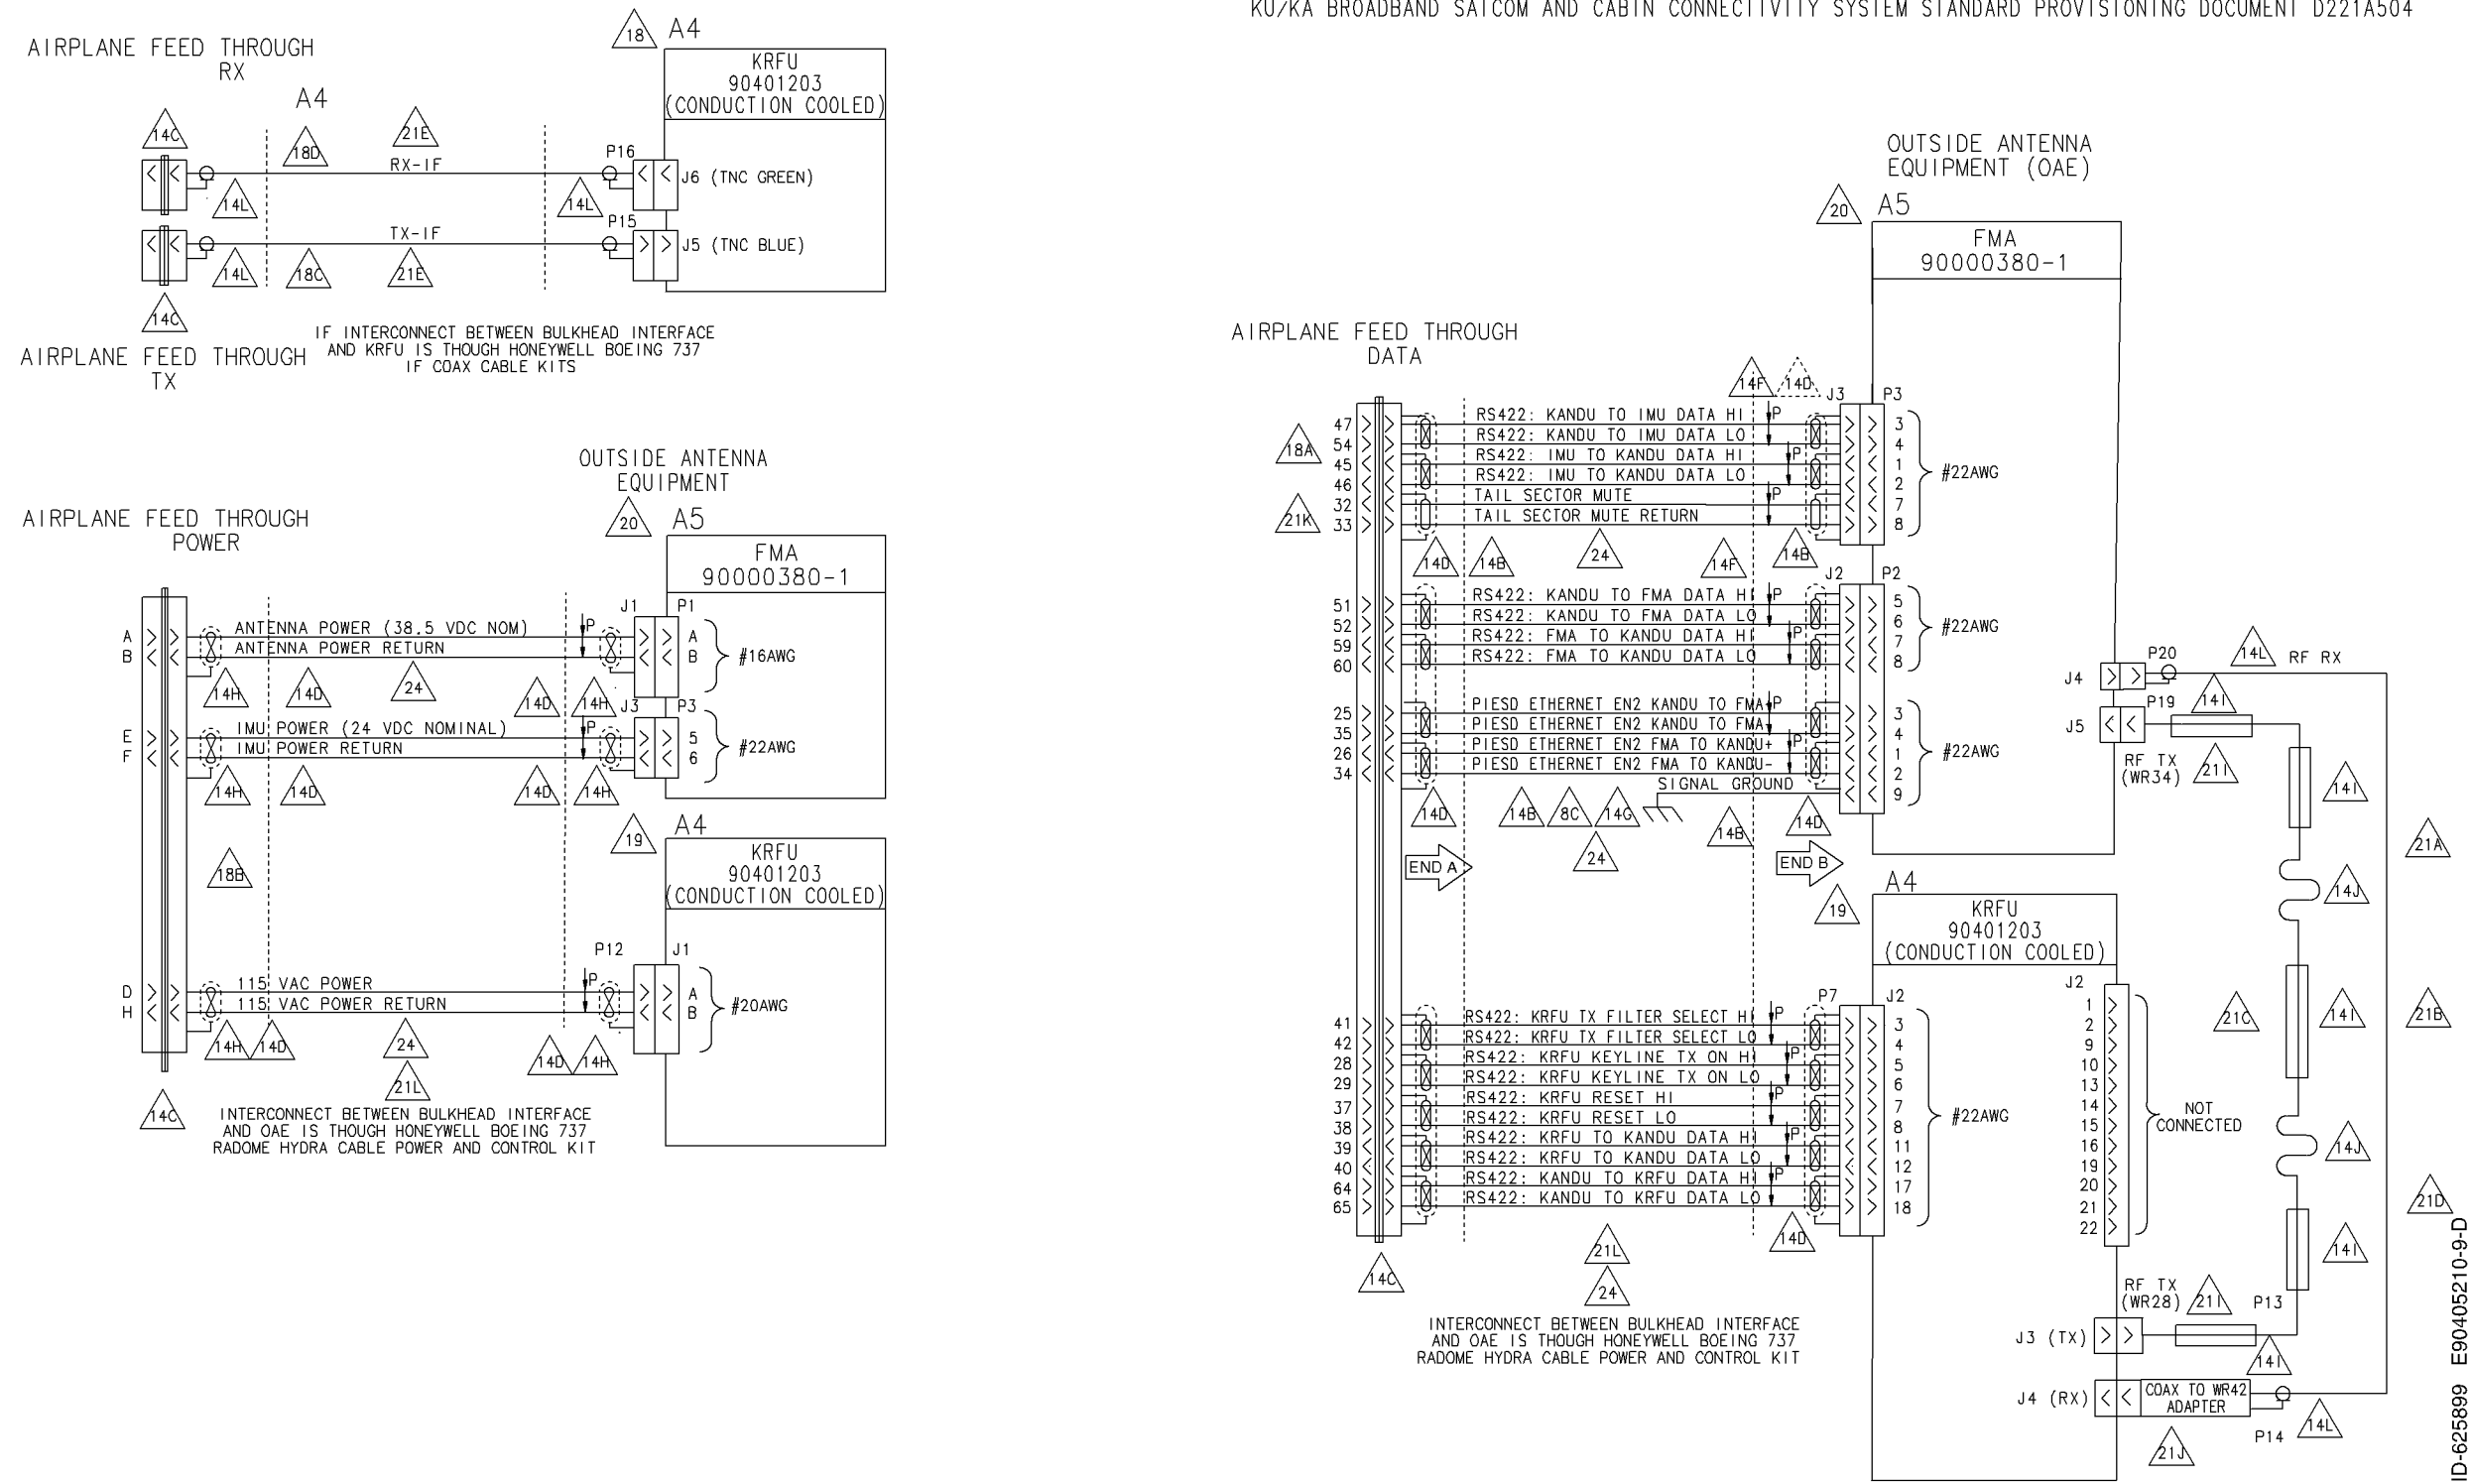 KU/KA BROADBAND SATCOM AND CABIN CONNECTIVITY SYSTEM STANDARD PROVISIONING DOCUMENT D221A504
AIRPLANE FEED THROUGH
RX
18
A4
KRFU
90401203
(CONDUCTION COOLED)
A4
14C
18D
21E
RX-IF
P16
J6 (TNC GREEN)
14L
14L
P15
TX-IF
J5 (TNC BLUE)
14L
18C
21E
14C
AIRPLANE FEED THROUGH
TX
IF INTERCONNECT BETWEEN BULKHEAD INTERFACE
AND KRFU IS THOUGH HONEYWELL BOEING 737
IF COAX CABLE KITS
OUTSIDE ANTENNA
EQUIPMENT
AIRPLANE FEED THROUGH
POWER
20
A5
FMA
90000380-1
J1
P1
A
ANTENNA POWER (38.5 VDC NOM)
P
A
B
ANTENNA POWER RETURN
B
#16AWG
14H
14D
24
14D
14H
J3
P3
E
IMU POWER (24 VDC NOMINAL)
P
5
F
IMU POWER RETURN
6
#22AWG
14H
14D
14D
14H
18B
19
A4
KRFU
90401203
(CONDUCTION COOLED)
P12
J1
D
115 VAC POWER
P
A
H
115 VAC POWER RETURN
B
#20AWG
14H
14D
24
14D
14H
21L
14C
INTERCONNECT BETWEEN BULKHEAD INTERFACE
AND OAE IS THOUGH HONEYWELL BOEING 737
RADOME HYDRA CABLE POWER AND CONTROL KIT
OUTSIDE ANTENNA
EQUIPMENT (OAE)
20
A5
FMA
90000380-1
AIRPLANE FEED THROUGH
DATA
14F
14D
J3
P3
18A
21K
47
RS422: KANDU TO IMU DATA HI
P
3
54
RS422: KANDU TO IMU DATA LO
4
45
RS422: IMU TO KANDU DATA HI
P
1
46
RS422: IMU TO KANDU DATA LO
2
32
TAIL SECTOR MUTE
P
7
33
TAIL SECTOR MUTE RETURN
8
#22AWG
14D
14B
24
14F
14B
J2
P2
51
RS422: KANDU TO FMA DATA HI
P
5
52
RS422: KANDU TO FMA DATA LO
6
59
RS422: FMA TO KANDU DATA HI
P
7
60
RS422: FMA TO KANDU DATA LO
8
#22AWG
25
PIESD ETHERNET EN2 KANDU TO FMA
P
3
35
PIESD ETHERNET EN2 KANDU TO FMA
4
26
PIESD ETHERNET EN2 FMA TO KANDU+
P
1
34
PIESD ETHERNET EN2 FMA TO KANDU-
2
SIGNAL GROUND
9
#22AWG
14D
14B
8C
14G
24
14B
14D
END A
END B
J4
P20
14L
RF RX
J5
P19
14I
RF TX
(WR34)
21I
14I
14J
21A
21C
14I
21B
14J
21D
14I
19
A4
KRFU
90401203
(CONDUCTION COOLED)
P7
J2
41
RS422: KRFU TX FILTER SELECT HI
P
3
42
RS422: KRFU TX FILTER SELECT LO
4
28
RS422: KRFU KEYLINE TX ON HI
P
5
29
RS422: KRFU KEYLINE TX ON LO
6
37
RS422: KRFU RESET HI
P
7
38
RS422: KRFU RESET LO
8
39
RS422: KRFU TO KANDU DATA HI
P
11
40
RS422: KRFU TO KANDU DATA LO
12
64
RS422: KANDU TO KRFU DATA HI
P
17
65
RS422: KANDU TO KRFU DATA LO
18
#22AWG
J2
1
2
9
10
13
14
15
16
19
20
21
22
NOT
CONNECTED
14C
21L
24
14D
INTERCONNECT BETWEEN BULKHEAD INTERFACE
AND OAE IS THOUGH HONEYWELL BOEING 737
RADOME HYDRA CABLE POWER AND CONTROL KIT
RF TX
(WR28)
21I
P13
J3 (TX)
14I
J4 (RX)
COAX TO WR42
ADAPTER
14L
21J
P14
ID-625899 E90405210-9-D